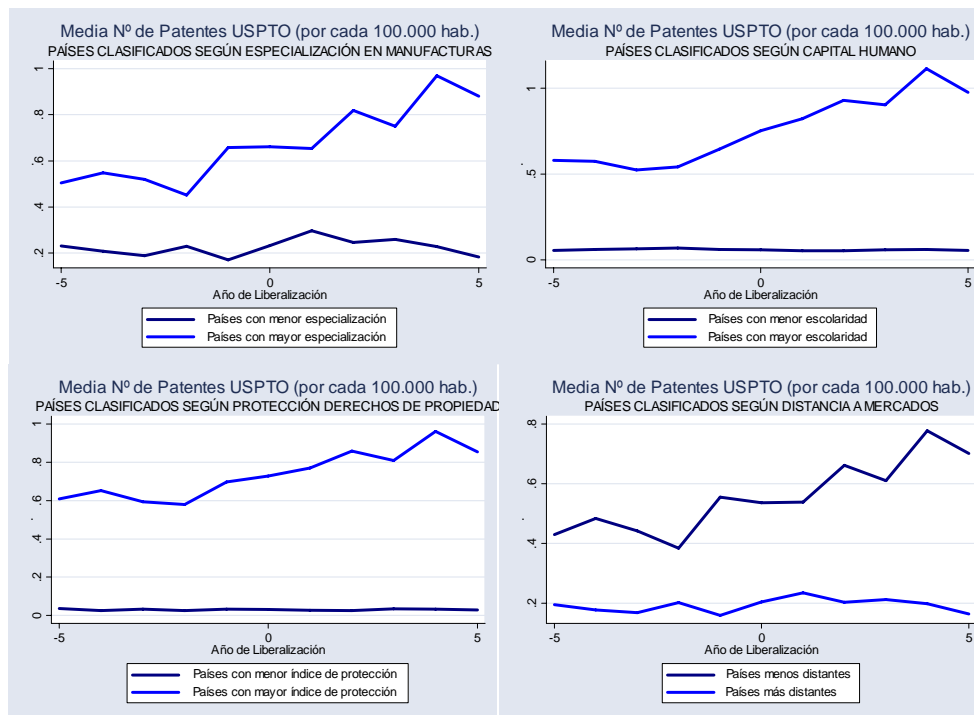 Media Nº de Patentes USPTO (por cada 100.000 hab.)
PAÍSES CLASIFICADOS SEGÚN ESPECIALIZACIÓN EN MANUFACTURAS
1
.8
.6
.4
.2
-5
0
5
Año de Liberalización
Países con menor especialización
Países con mayor especialización
Media Nº de Patentes USPTO (por cada 100.000 hab.)
PAÍSES CLASIFICADOS SEGÚN CAPITAL HUMANO
1
.5
0
-5
0
5
Año de Liberalización
Países con menor escolaridad
Países con mayor escolaridad
Media Nº de Patentes USPTO (por cada 100.000 hab.)
PAÍSES CLASIFICADOS SEGÚN PROTECCIÓN DERECHOS DE PROPIEDAD
1
.8
.6
.4
.2
0
-5
0
5
Año de Liberalización
Países con menor índice de protección
Países con mayor índice de protección
Media Nº de Patentes USPTO (por cada 100.000 hab.)
PAÍSES CLASIFICADOS SEGÚN DISTANCIA A MERCADOS
.8
.6
.4
.2
-5
0
5
Año de Liberalización
Países menos distantes
Países más distantes